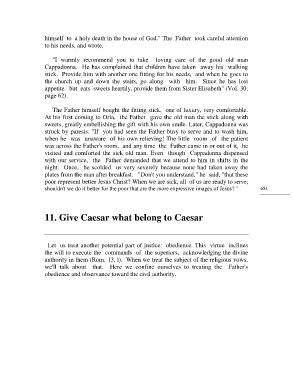 himself to a holy death in the house of God." The Father took careful attention
to his needs, and wrote,
"I warmly recommend you to take loving care of the good old man
Cappadonna. He has complained that children have taken away his walking
stick. Provide him with another one fitting for his needs, and when he goes to
the church up and down the stairs, go along with him. Since he has lost
appetite. but eats sweets heartily, provide them from Sister Elisabeth" (Vol. 30,
page 62).
The Father himself bought the fitting stick, one of luxury, very comfortable.
At his first coming to Oria, the Father gave the old man the stick along with
sweets, greatly embellishing the gift with his own smile. Later, Cappadonna was
struck by paresis. "If you had seen the Father busy to serve and to wash him,
when he was unaware of his own relieving! The little room of the patient
was across the Father's room, and any time the Father came in or out of it, he
visited and comforted the sick old man. Even though Cappadonna dispensed
with our service, the Father demanded that we attend to him in shifts in the
night. Once, he scolded us very severely because none had taken away the
plates from the man after breakfast. "Don't you understand," he said, "that these
poor represent better Jesus Christ? When we are sick, all of us are ready to serve;
shouldn't we do it better for the poor that are the more expressive images of Jesus? "
11. Give Caesar what belong to Caesar
Let us treat another potential part of justice: obedience. This virtue inclines
the will to execute the commands of the superiors, acknowledging the divine
authority in them (Rom. 13, 1). When we treat the subject of the religious vows,
we'll talk about that. Here we confine ourselves to treating the Father's
obedience and observance toward the civil authority.